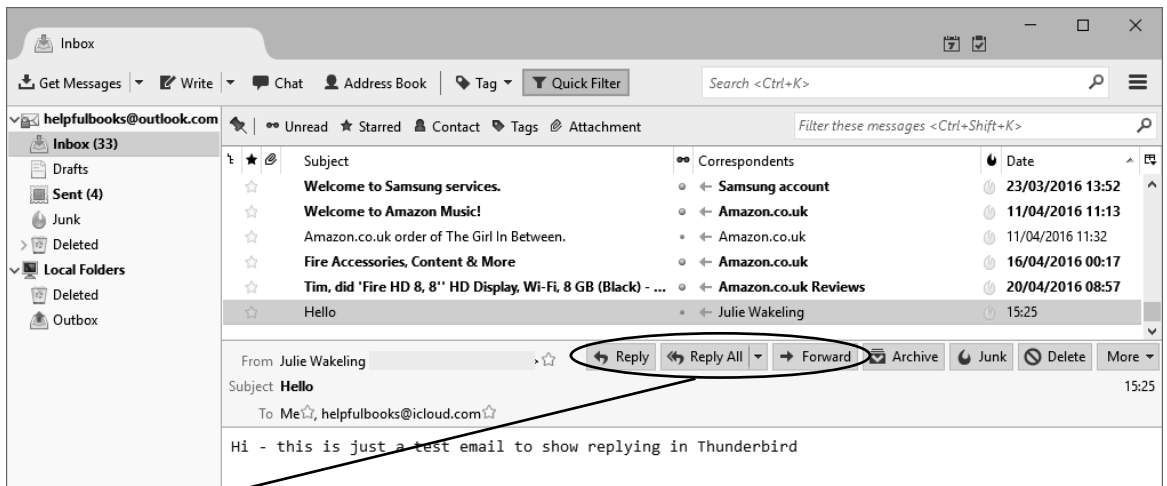 Inbox
Get Messages Write Chat Address Book Tag Quick Filter Search <Ctrl+K>
helpfulbooks@outlook.com
Inbox (33)
Drafts
Sent (4)
Junk
Deleted
Local Folders
Deleted
Outbox
Unread Starred Contact Tags Attachment Filter these messages <Ctrl+Shift+K>
Subject Correspondents Date
Welcome to Samsung services. Samsung account 23/03/2016 13:52
Welcome to Amazon Music! Amazon.co.uk 11/04/2016 11:13
Amazon.co.uk order of The Girl In Between. Amazon.co.uk 11/04/2016 11:32
Fire Accessories, Content & More Amazon.co.uk 16/04/2016 00:17
Tim, did 'Fire HD 8, 8'' HD Display, Wi-Fi, 8 GB (Black) - ... Amazon.co.uk Reviews 20/04/2016 08:57
Hello Julie Wakeling 15:25
From Julie Wakeling Reply Reply All Forward Archive Junk Delete More
Subject Hello 15:25
To Me, helpfulbooks@icloud.com
Hi - this is just a test email to show replying in Thunderbird